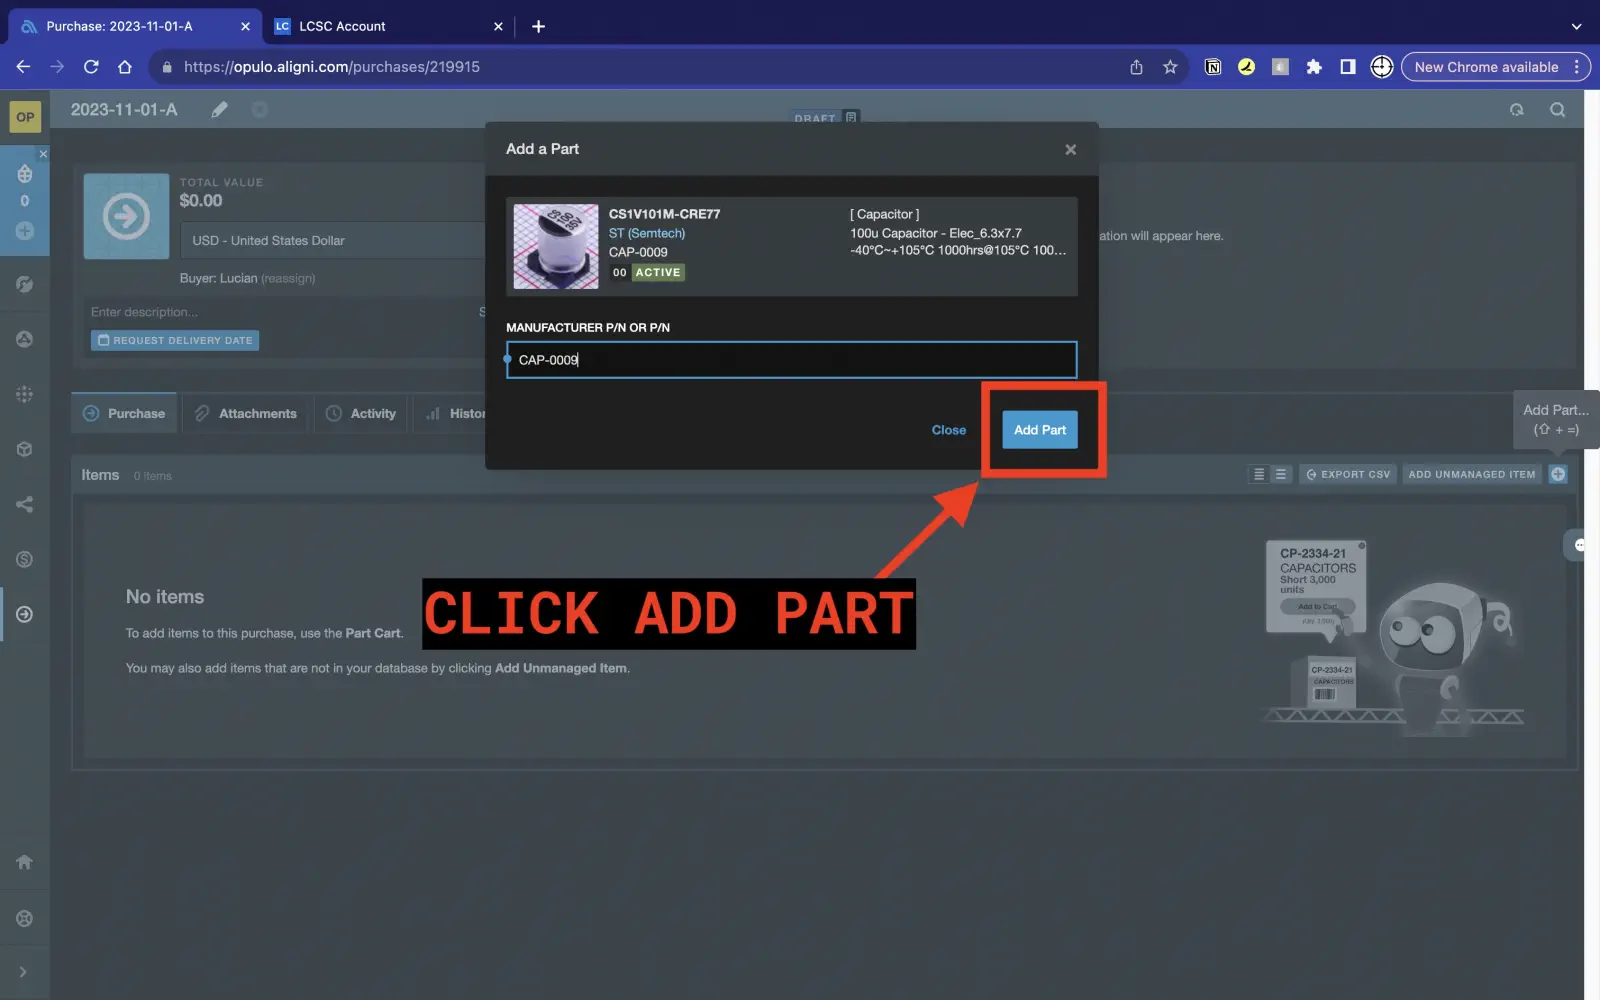 Purchase: 2023-11-01-A
LC LCSC Account
https://opulo.aligni.com/purchases/219915
New Chrome available
OP
2023-11-01-A
DRAFT
0
TOTAL VALUE
$0.00
USD - United States Dollar
Buyer: Lucian (reassign)
Enter description...
REQUEST DELIVERY DATE
ation will appear here.
Add a Part
CS1V101M-CRE77
ST (Semtech)
CAP-0009
00 ACTIVE
[ Capacitor ]
100u Capacitor - Elec_6.3x7.7
-40°C~+105°C 1000hrs@105°C 100...
MANUFACTURER P/N OR P/N
CAP-0009
Close
Add Part
Purchase
Attachments
Activity
Histor
Add Part...
(⇧ + =)
Items 0 Items
EXPORT CSV
ADD UNMANAGED ITEM
CLICK ADD PART
No items
To add items to this purchase, use the Part Cart.
You may also add items that are not in your database by clicking Add Unmanaged Item.
CP-2334-21
CAPACITORS
Short 3,000
units
Add to Cart
CP-2334-21
CAPACITORS